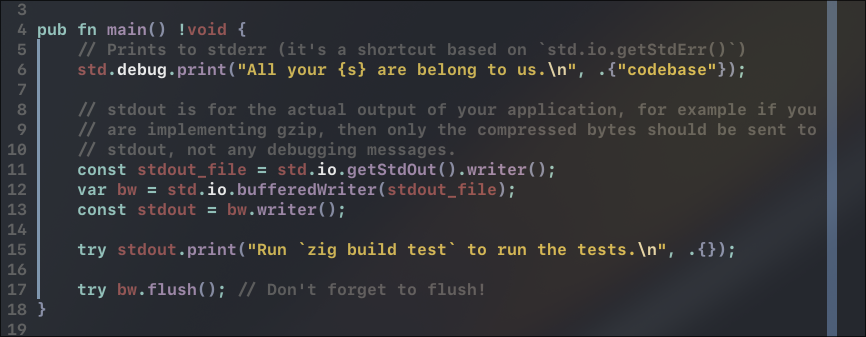 3
4 pub fn main() !void {
5     // Prints to stderr (it's a shortcut based on `std.io.getStdErr()`)
6     std.debug.print("All your {s} are belong to us.\n", .{"codebase"});
7
8     // stdout is for the actual output of your application, for example if you
9     // are implementing gzip, then only the compressed bytes should be sent to
10     // stdout, not any debugging messages.
11     const stdout_file = std.io.getStdOut().writer();
12     var bw = std.io.bufferedWriter(stdout_file);
13     const stdout = bw.writer();
14
15     try stdout.print("Run `zig build test` to run the tests.\n", .{});
16
17     try bw.flush(); // Don't forget to flush!
18 }
19